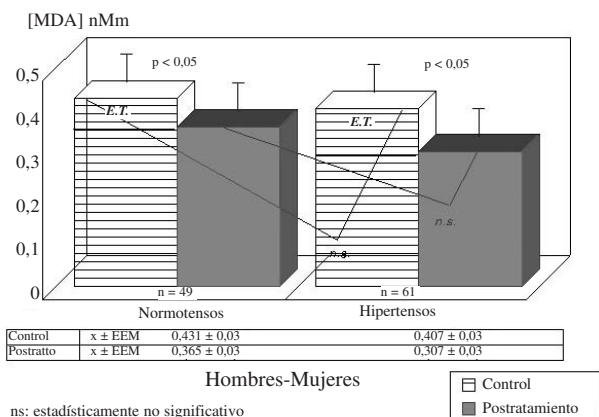 [MDA] nMm
p < 0,05
p < 0,05
0,5
0,4
0,3
0,2
0,1
0
E.T.
E.T.
n.s.
n.s.
n = 49
n = 61
Normotensos
Hipertensos
Control x ± EEM 0,431 ± 0,03 0,407 ± 0,03
Postratto x ± EEM 0,365 ± 0,03 0,307 ± 0,03
Hombres-Mujeres
Control
Postratamiento
ns: estadísticamente no significativo